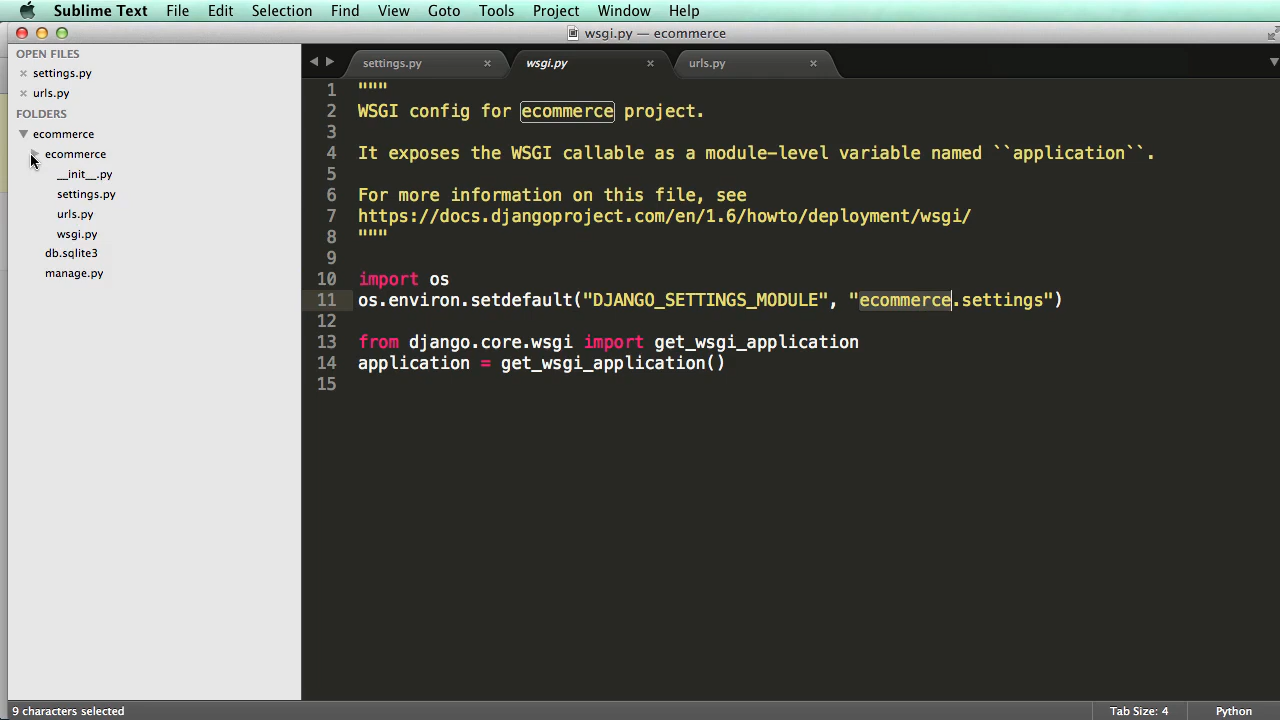 Sublime Text File Edit Selection Find View Goto Tools Project Window Help
wsgi.py — ecommerce
OPEN FILES
settings.py
urls.py
FOLDERS
ecommerce
ecommerce
__init__.py
settings.py
urls.py
wsgi.py
db.sqlite3
manage.py
settings.py wsgi.py urls.py
1 """
2 WSGI config for ecommerce project.
3
4 It exposes the WSGI callable as a module-level variable named ``application``.
5
6 For more information on this file, see
7 https://docs.djangoproject.com/en/1.6/howto/deployment/wsgi/
8 """
9
10 import os
11 os.environ.setdefault("DJANGO_SETTINGS_MODULE", "ecommerce.settings")
12
13 from django.core.wsgi import get_wsgi_application
14 application = get_wsgi_application()
15
9 characters selected Tab Size: 4 Python